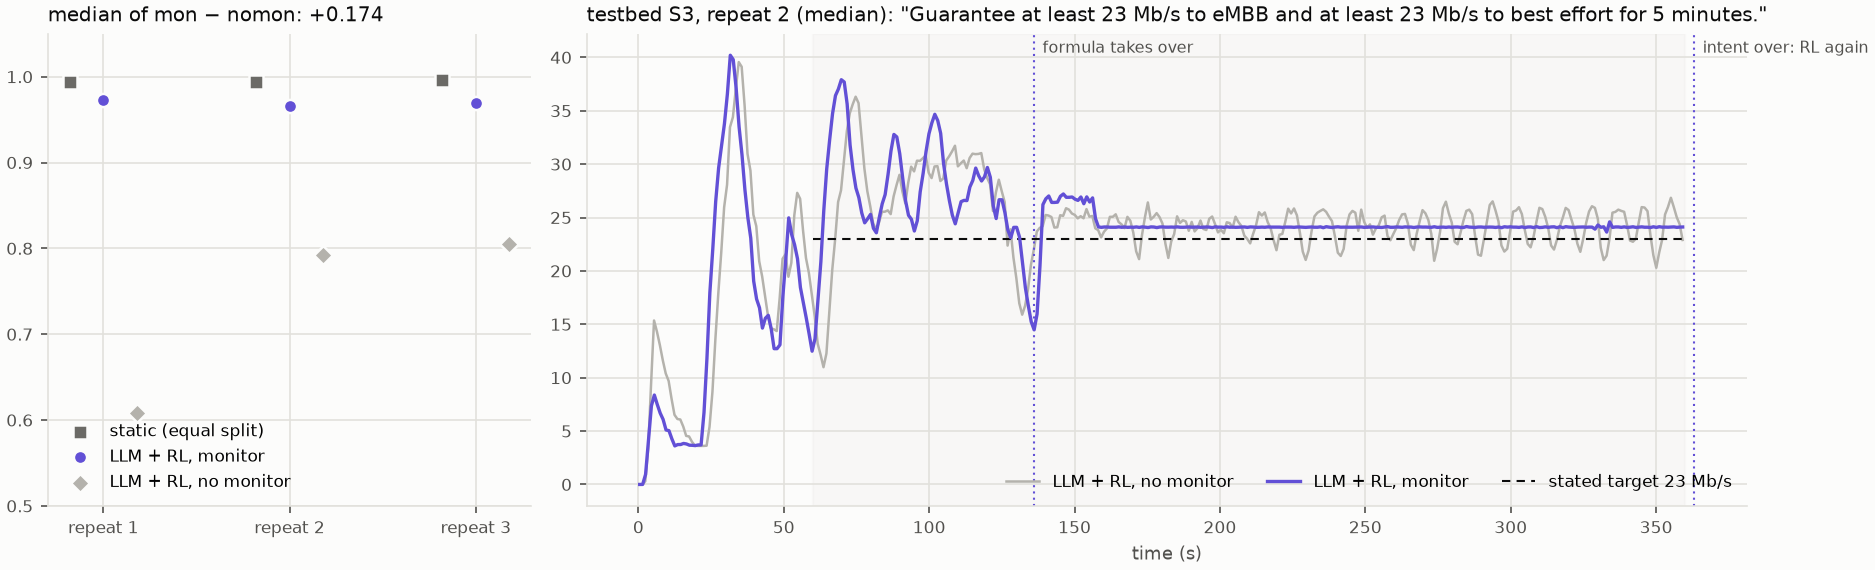 median of mon − nomon: +0.174
1.0
0.9
0.8
0.7
0.6
0.5
static (equal split)
LLM + RL, monitor
LLM + RL, no monitor
repeat 1
repeat 2
repeat 3
testbed S3, repeat 2 (median): "Guarantee at least 23 Mb/s to eMBB and at least 23 Mb/s to best effort for 5 minutes."
formula takes over
intent over: RL again
40
35
30
25
20
15
10
5
0
LLM + RL, no monitor
LLM + RL, monitor
stated target 23 Mb/s
0
50
100
150
200
250
300
350
time (s)